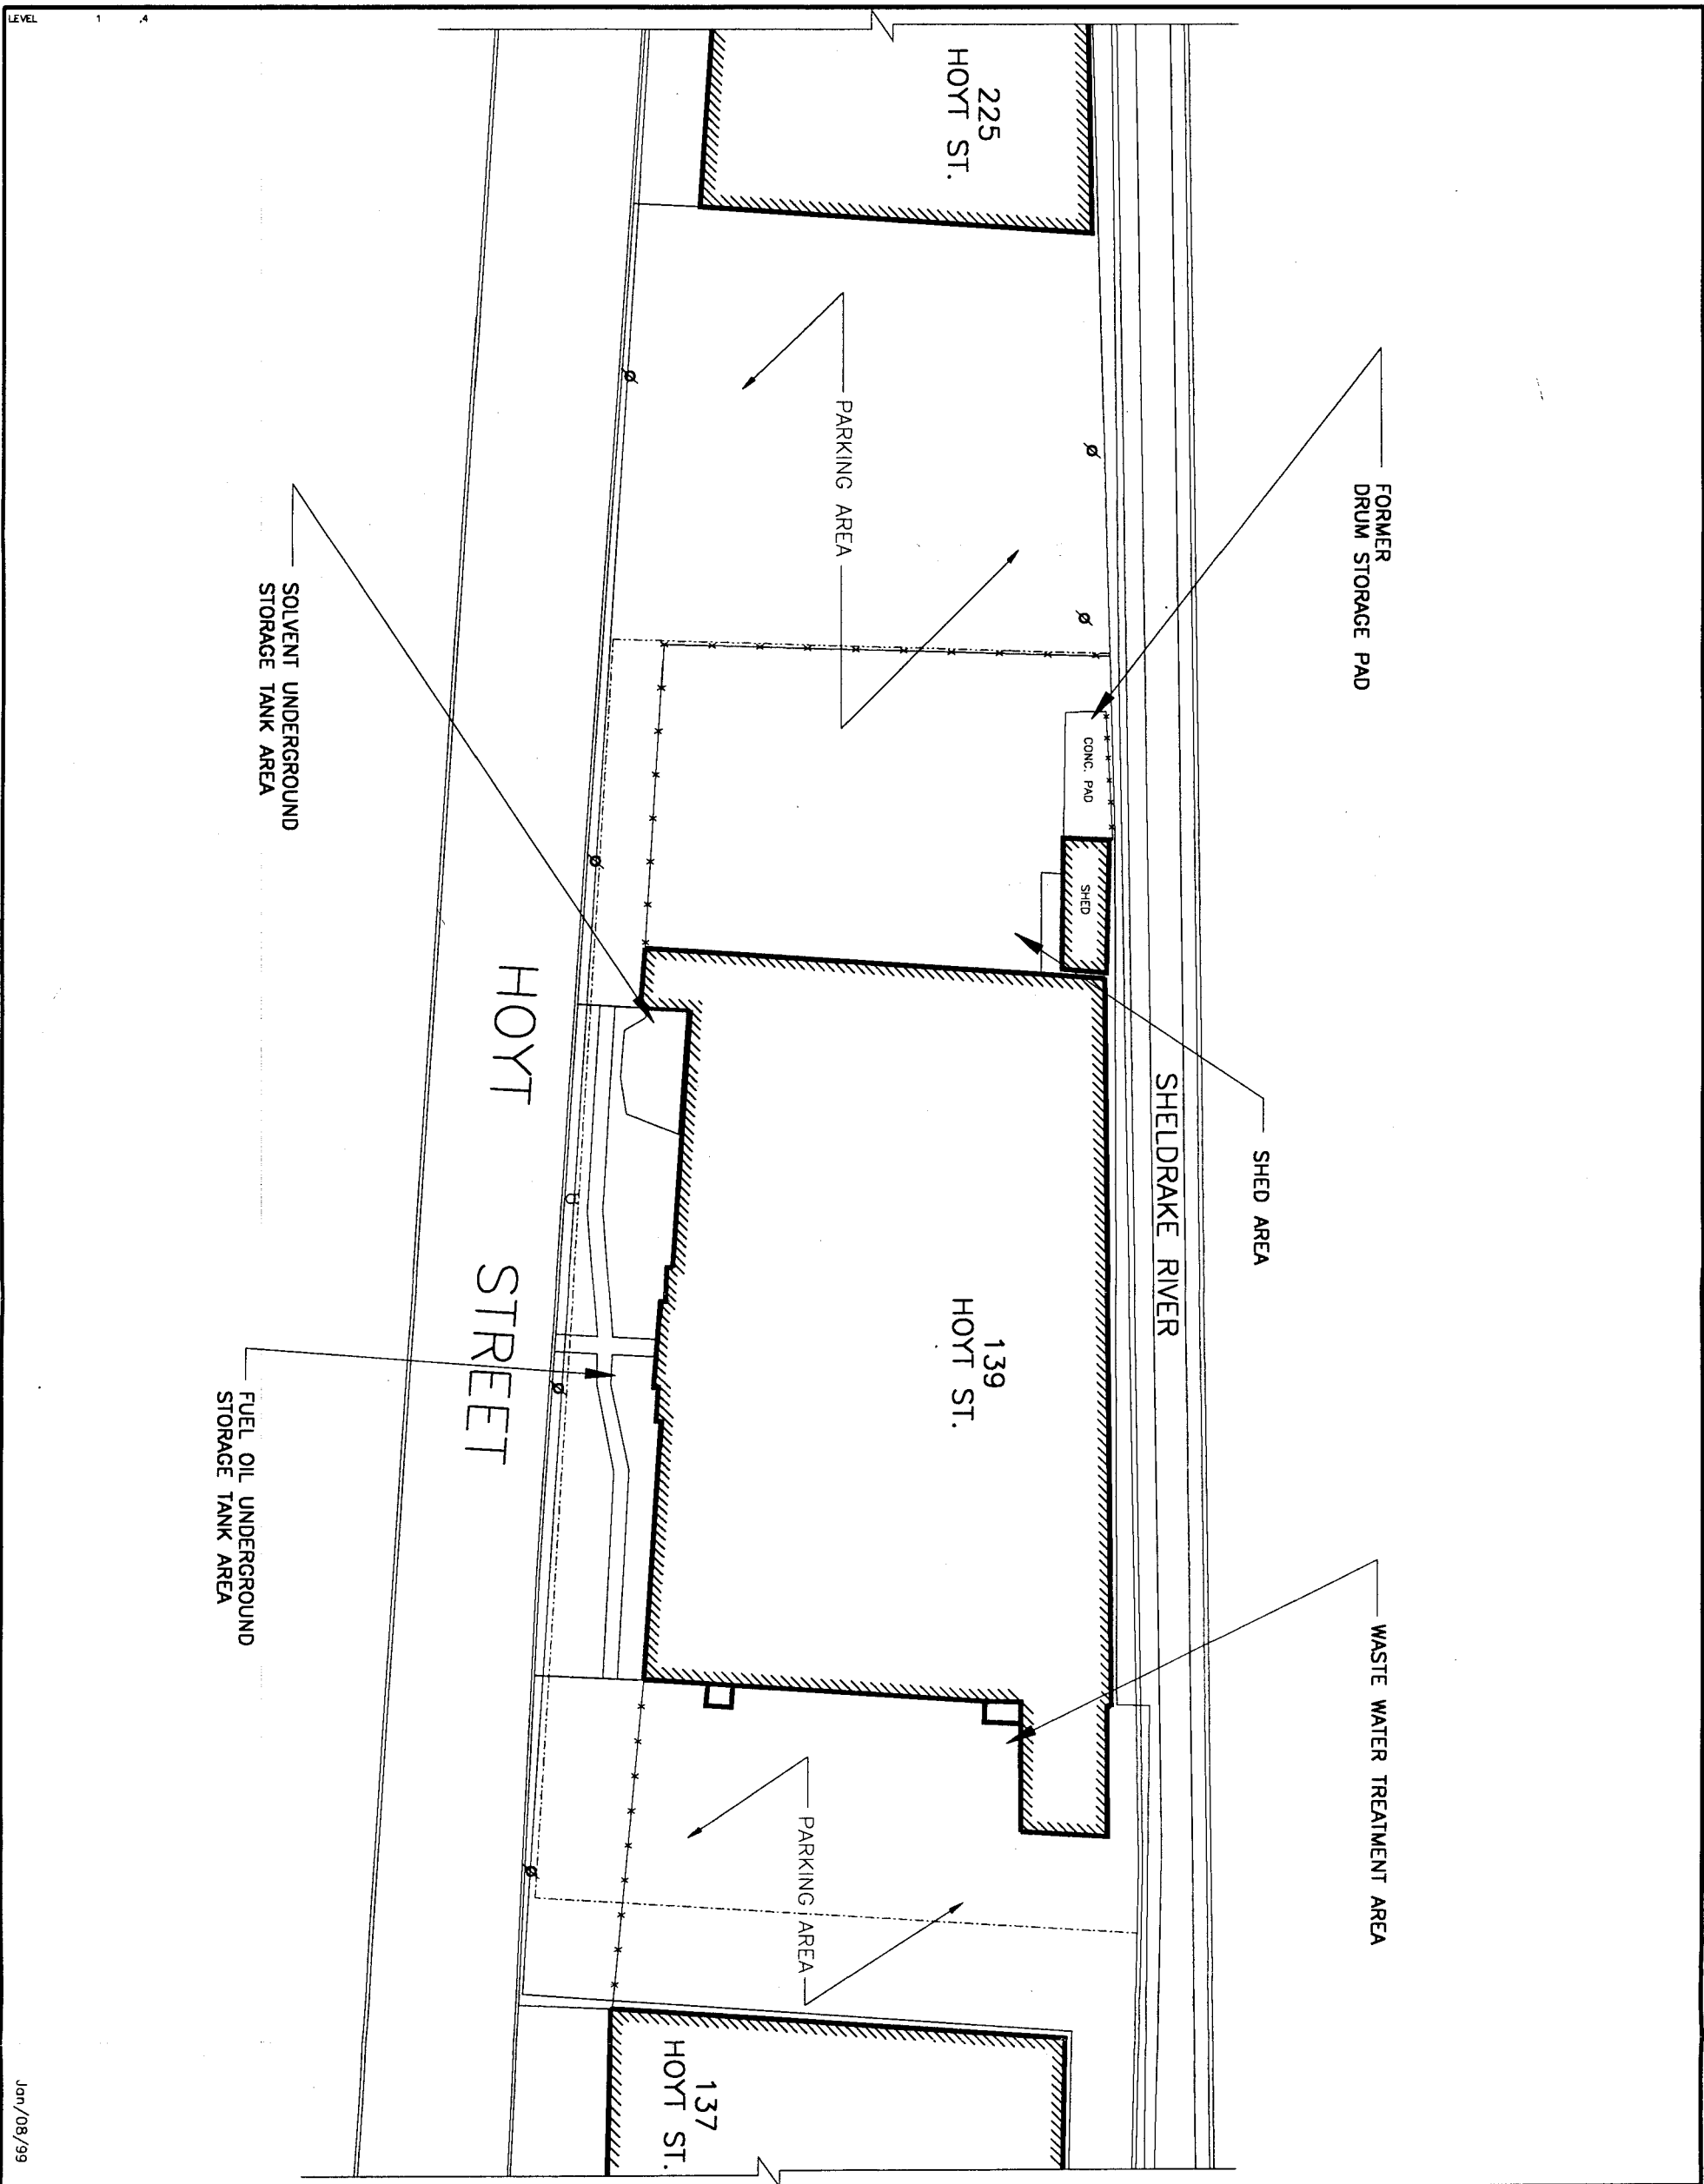 LEVEL 1 .4
225
HOYT ST.
FORMER
DRUM STORAGE PAD
PARKING AREA
SOLVENT UNDERGROUND
STORAGE TANK AREA
CONC. PAD
SHED
SHED AREA
SHELDRAKE RIVER
139
HOYT ST.
HOYT STREET
FUEL OIL UNDERGROUND
STORAGE TANK AREA
WASTE WATER TREATMENT AREA
PARKING AREA
137
HOYT ST.
Jan/08/99